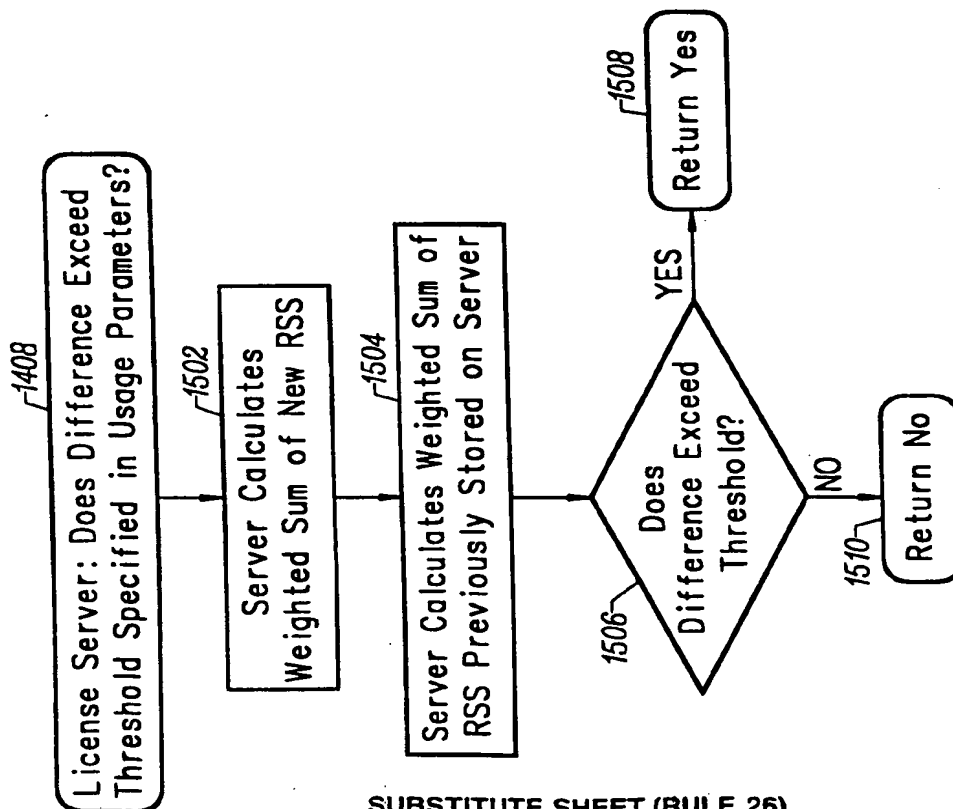 1408
License Server: Does Difference Exceed
Threshold Specified in Usage Parameters?
1502
Server Calculates
Weighted Sum of New RSS
1504
Server Calculates Weighted Sum of
RSS Previously Stored on Server
1506
Does
Difference Exceed
Threshold?
YES
1508
Return Yes
NO
1510
Return No
SUBSTITUTE SHEET (RULE 26)